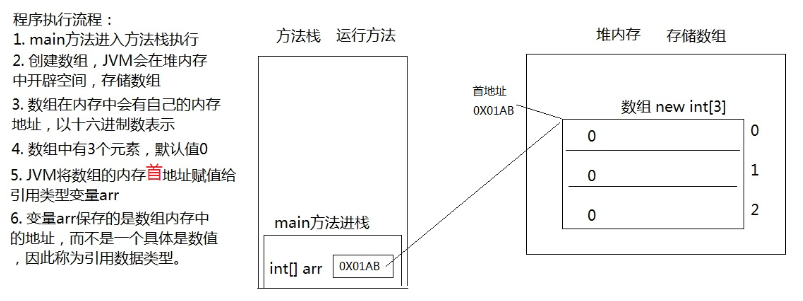 程序执行流程：
1. main方法进入方法栈执行
2. 创建数组，JVM会在堆内存
中开辟空间，存储数组
3. 数组在内存中会有自己的内存
地址，以十六进制数表示
4. 数组中有3个元素，默认值0
5. JVM将数组的内存首地址赋值给
引用类型变量arr
6. 变量arr保存的是数组内存中
的地址，而不是一个具体是数值
，因此称为引用数据类型。
方法栈 运行方法
main方法进栈
int[] arr 0X01AB
堆内存 存储数组
首地址
0X01AB
数组 new int[3]
0 0
0 1
0 2